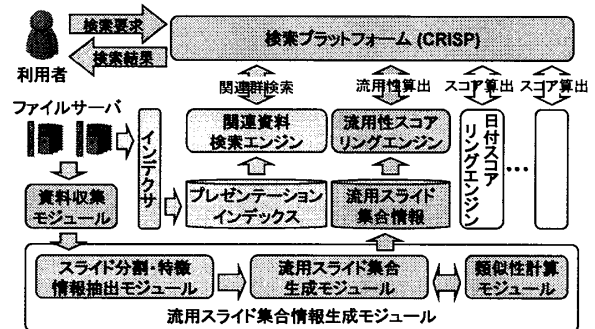 検索要求
検索プラットフォーム (CRISP)
検索結果
利用者
関連群検索
流用性算出
スコア算出
スコア算出
ファイルサーバ
インデクサ
関連資料
検索エンジン
流用性スコア
リングエンジン
日付スコア
リングエンジン
…
資料収集
モジュール
プレゼンテーション
インデックス
流用スライド
集合情報
スライド分割・特徴
情報抽出モジュール
流用スライド集合
生成モジュール
類似性計算
モジュール
流用スライド集合情報生成モジュール